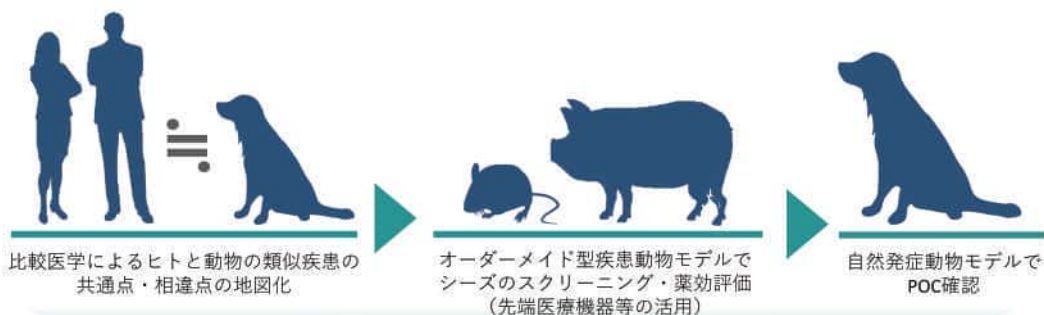 ≒
比較医学によるヒトと動物の類似疾患の
共通点・相違点の地図化
オーダーメイド型疾患動物モデルで
シーズのスクリーニング・薬効評価
（先端医療機器等の活用）
自然発症動物モデルで
POC確認